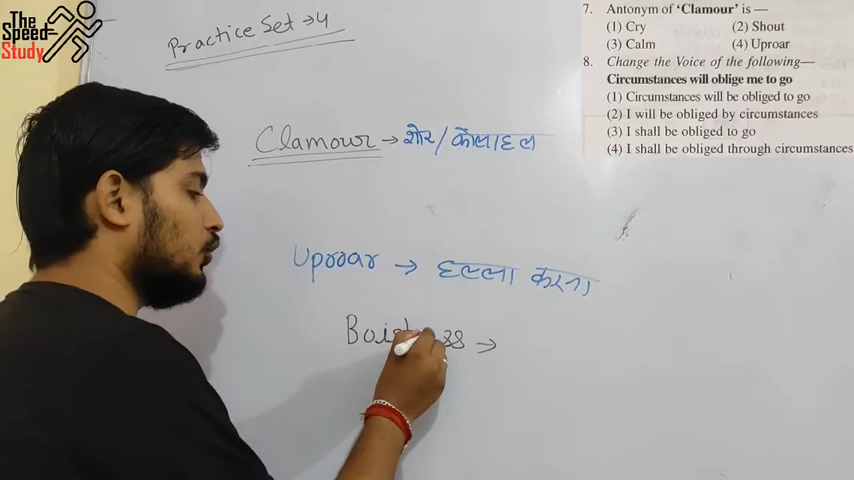 The
Speed
Study
Practice Set → 4
Clamour → शोर / कोलाहल
Uproar → हल्ला करना
7. Antonym of 'Clamour' is —
(1) Cry (2) Shout
(3) Calm (4) Uproar
8. Change the Voice of the following—
Circumstances will oblige me to go
(1) Circumstances will be obliged to go
(2) I will be obliged by circumstances
(3) I shall be obliged to go
(4) I shall be obliged through circumstances